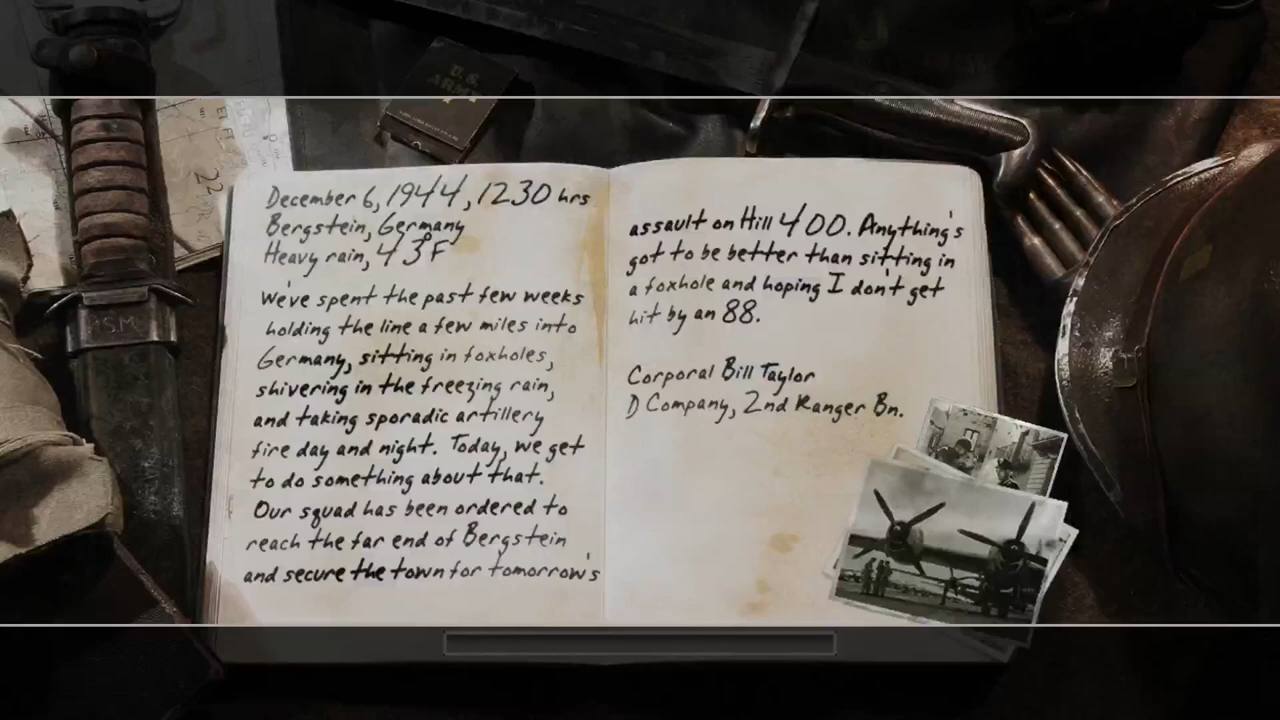 U.S.
ARMY
22
P.S.M.
December 6, 1944, 1230 hrs
Bergstein, Germany
Heavy rain, 43°F
We've spent the past few weeks
holding the line a few miles into
Germany, sitting in foxholes,
shivering in the freezing rain,
and taking sporadic artillery
fire day and night. Today, we get
to do something about that.
Our squad has been ordered to
reach the far end of Bergstein
and secure the town for tomorrow's
assault on Hill 400. Anything's
got to be better than sitting in
a foxhole and hoping I don't get
hit by an 88.
Corporal Bill Taylor
D Company, 2nd Ranger Bn.